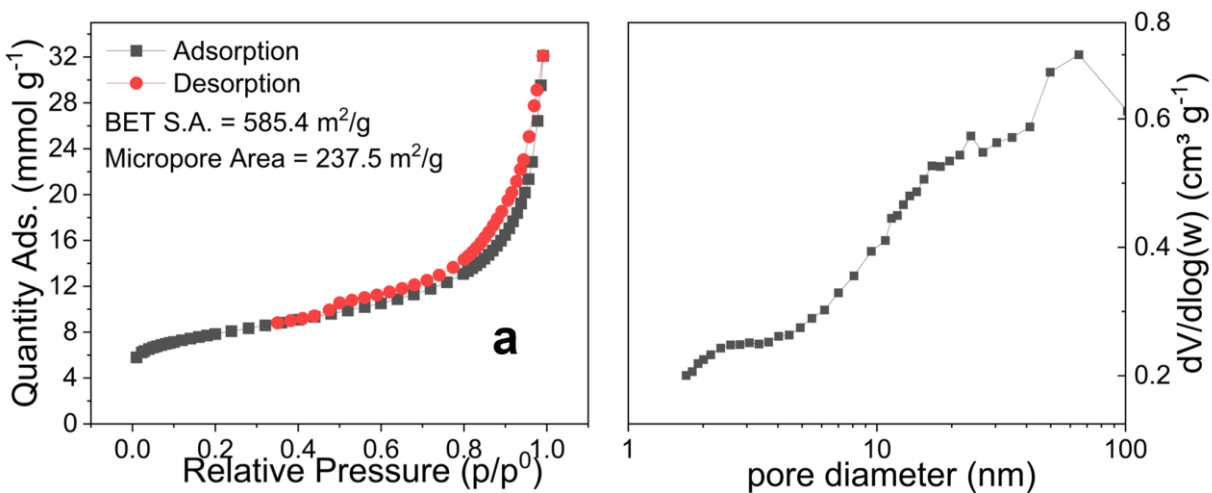 Quantity Ads. (mmol g⁻¹)
32
28
24
20
16
12
8
4
0
Adsorption
Desorption
BET S.A. = 585.4 m²/g
Micropore Area = 237.5 m²/g
a
0.0 0.2 0.4 0.6 0.8 1.0
Relative Pressure (p/p⁰)
0.8
0.6
0.4
0.2
dV/dlog(w) (cm³ g⁻¹)
1 10 100
pore diameter (nm)